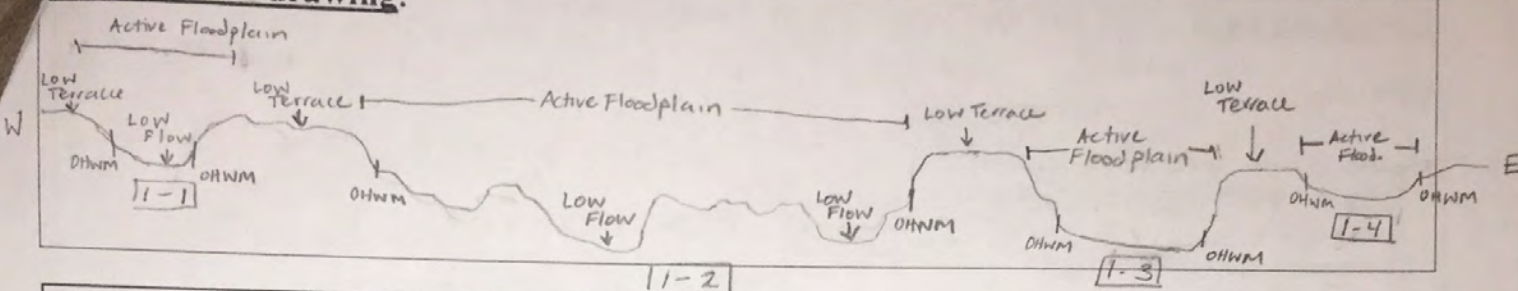 drawing:
Active Floodplain
Low
Terrace
Low
Flow
OHWM
OHWM
1-1
W
Low
Terrace
Active Floodplain
OHWM
Low
Flow
Low
Flow
OHWM
1-2
Low Terrace
Active
Floodplain
OHWM
OHWM
1-3
Low
Terrace
Active
Flood.
OHWM
OHWM
1-4
E